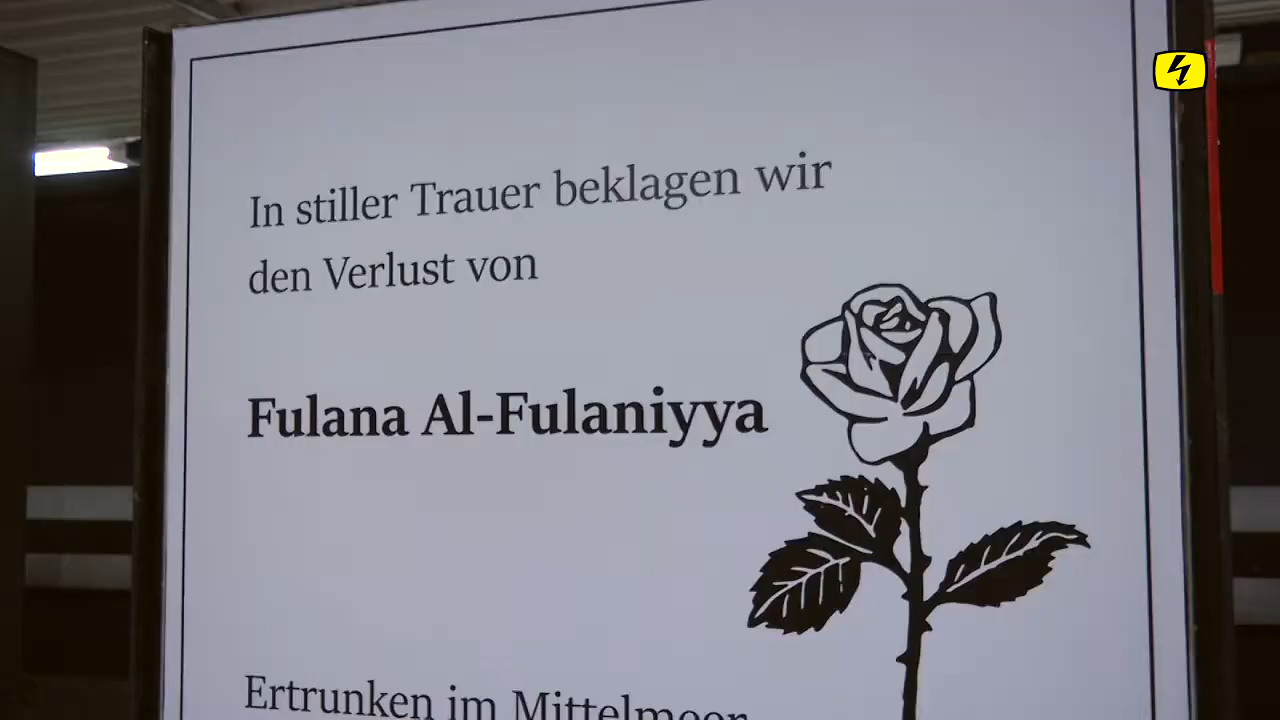 In stiller Trauer beklagen wir
den Verlust von
Fulana Al-Fulaniyya
Ertrunken im Mittelmeer